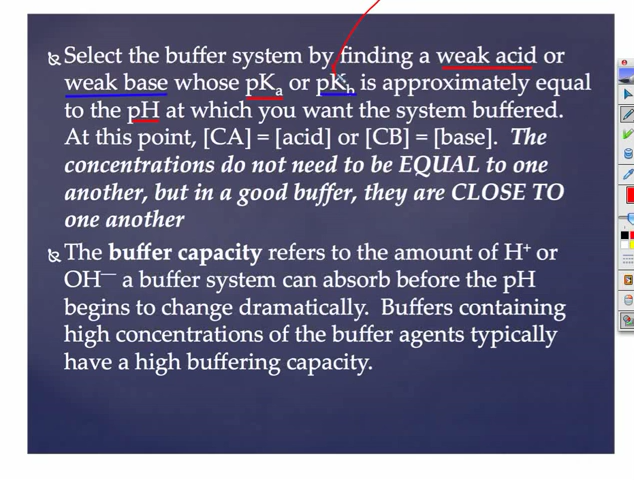 Select the buffer system by finding a weak acid or
weak base whose pKa or pKb is approximately equal
to the pH at which you want the system buffered.
At this point, [CA] = [acid] or [CB] = [base]. The
concentrations do not need to be EQUAL to one
another, but in a good buffer, they are CLOSE TO
one another
The buffer capacity refers to the amount of H⁺ or
OH— a buffer system can absorb before the pH
begins to change dramatically. Buffers containing
high concentrations of the buffer agents typically
have a high buffering capacity.